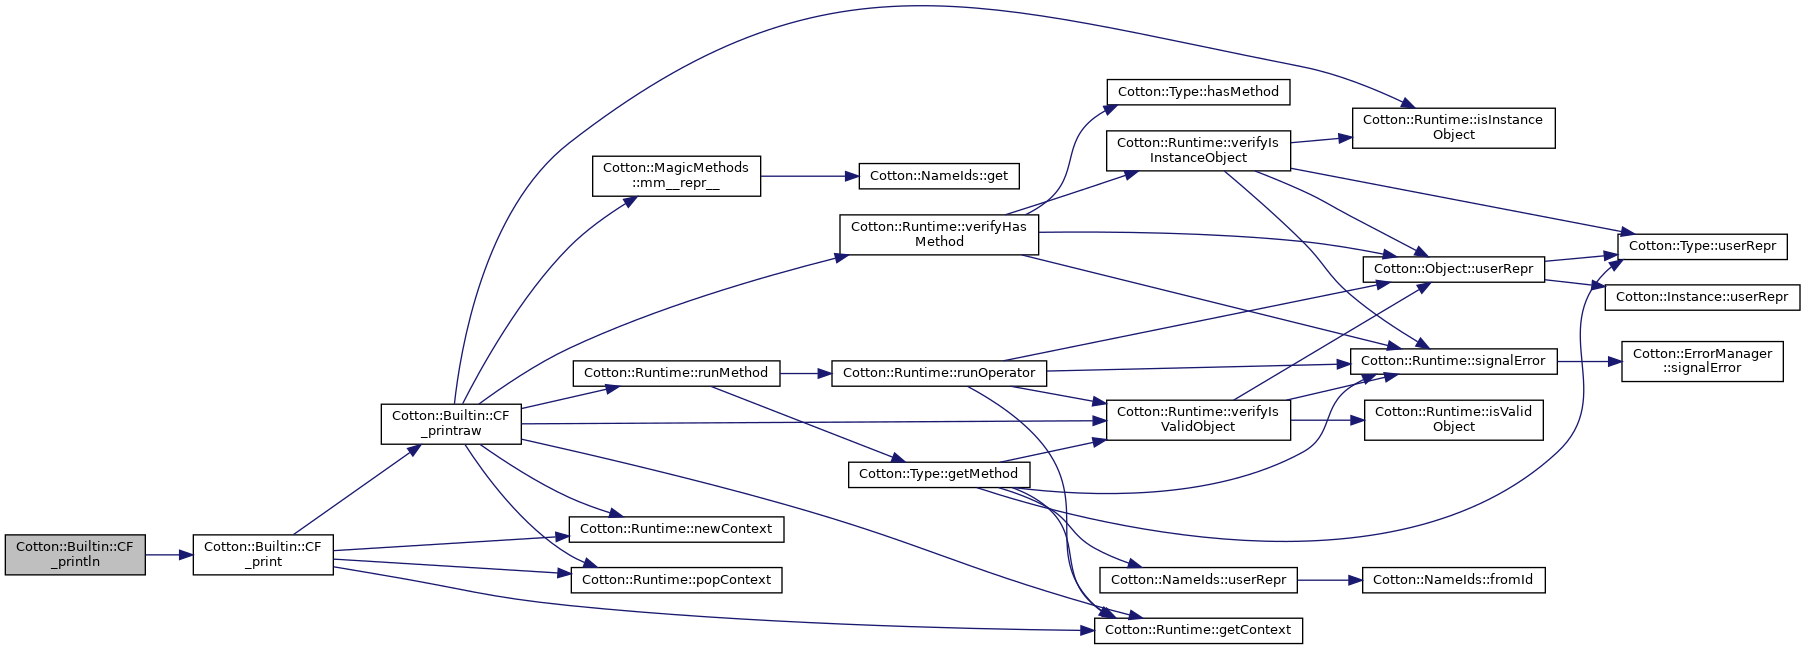 Cotton::Builtin::CF
_println
Cotton::Builtin::CF
_print
Cotton::Builtin::CF
_printraw
Cotton::MagicMethods
::mm__repr__
Cotton::NameIds::get
Cotton::Runtime::verifyHas
Method
Cotton::Runtime::runMethod
Cotton::Runtime::runOperator
Cotton::Type::getMethod
Cotton::Runtime::newContext
Cotton::Runtime::popContext
Cotton::Type::hasMethod
Cotton::Runtime::verifyIs
InstanceObject
Cotton::Runtime::verifyIs
ValidObject
Cotton::NameIds::userRepr
Cotton::Runtime::getContext
Cotton::Runtime::isInstance
Object
Cotton::Object::userRepr
Cotton::Runtime::signalError
Cotton::Runtime::isValid
Object
Cotton::NameIds::fromId
Cotton::Type::userRepr
Cotton::Instance::userRepr
Cotton::ErrorManager
::signalError